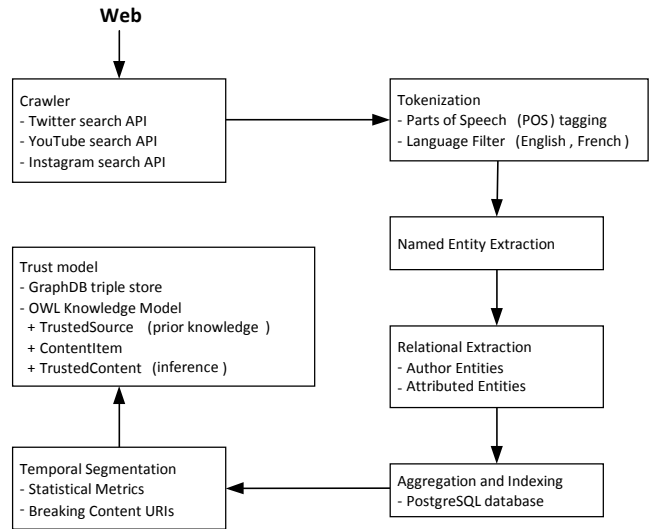 Web
Crawler
- Twitter search API
- YouTube search API
- Instagram search API
Tokenization
- Parts of Speech (POS) tagging
- Language Filter (English , French )
Named Entity Extraction
Relational Extraction
- Author Entities
- Attributed Entities
Aggregation and Indexing
- PostgreSQL database
Temporal Segmentation
- Statistical Metrics
- Breaking Content URIs
Trust model
- GraphDB triple store
- OWL Knowledge Model
+ TrustedSource (prior knowledge )
+ ContentItem
+ TrustedContent (inference )